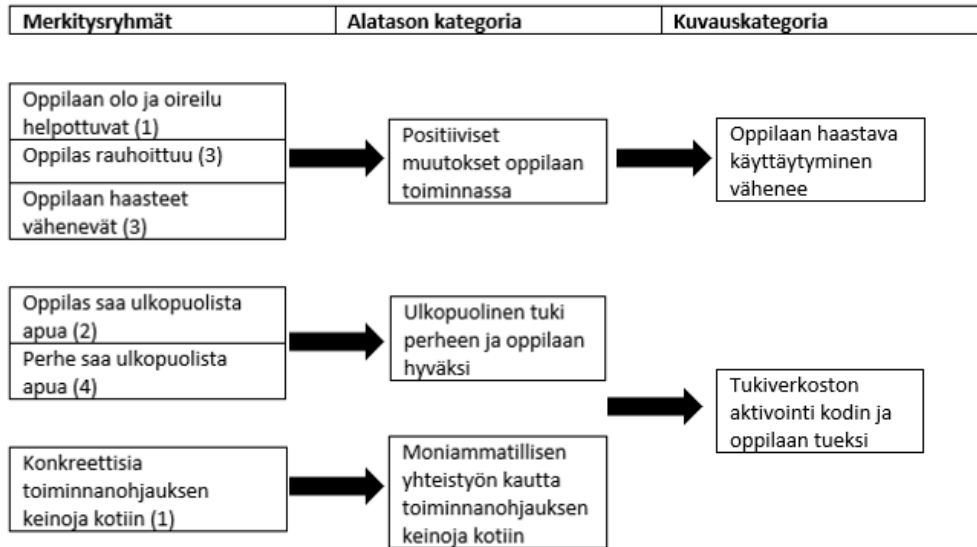 Merkitysryhmät
Alatason kategoria
Kuvauskategoria
Oppilaan olo ja oireilu
helpottuvat (1)
Oppilas rauhoittuu (3)
Oppilaan haasteet
vähenevät (3)
Positiiviset
muutokset oppilaan
toiminnassa
Oppilaan haastava
käyttäytyminen
vähenee
Oppilas saa ulkopuolista
apua (2)
Perhe saa ulkopuolista
apua (4)
Ulkopuolinen tuki
perheen ja oppilaan
hyväksi
Konkreettisia
toiminnanohjauksen
keinoja kotiin (1)
Moniammatillisen
yhteistyön kautta
toiminnanohjauksen
keinoja kotiin
Tukiverkoston
aktivointi kodin ja
oppilaan tueksi